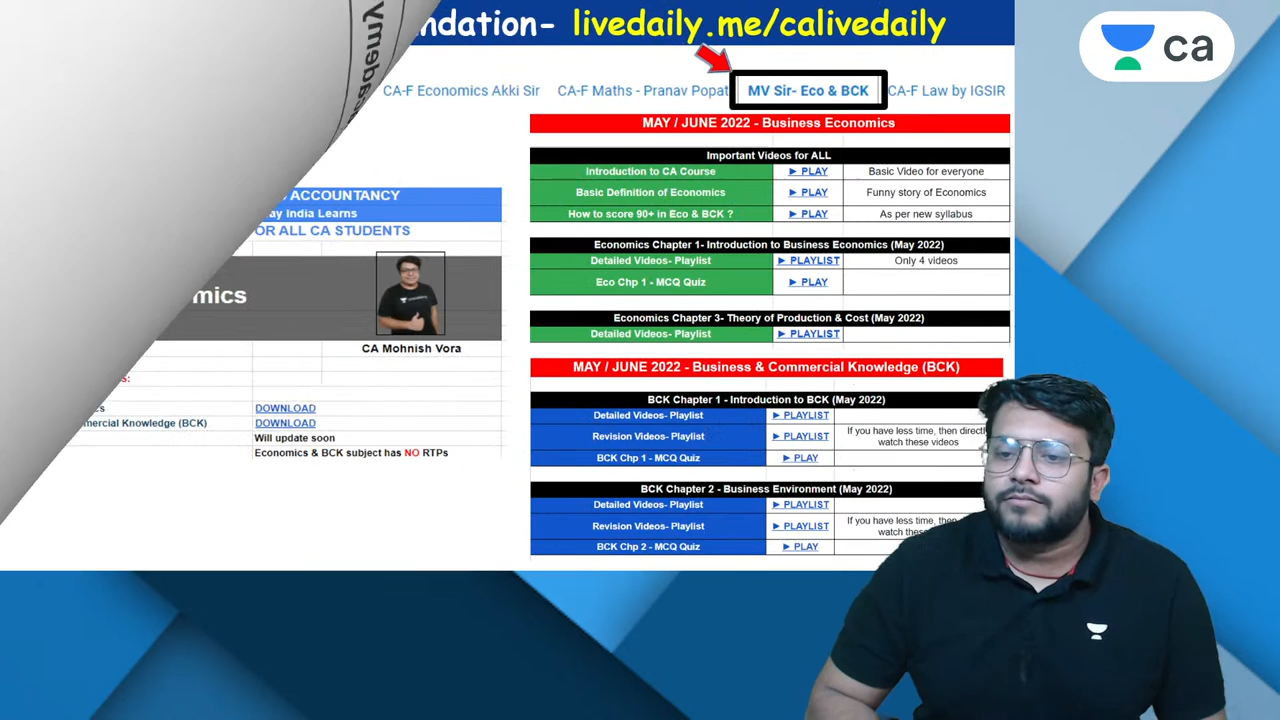 ndation- livedaily.me/calivedaily
ca
CA-F Economics Akki Sir
CA-F Maths - Pranav Popat
MV Sir- Eco & BCK
CA-F Law by IGSIR
ACCOUNTANCY
ay India Learns
OR ALL CA STUDENTS
mics
CA Mohnish Vora
DOWNLOAD
mercial Knowledge (BCK) DOWNLOAD
Will update soon
Economics & BCK subject has NO RTPs
MAY / JUNE 2022 - Business Economics
Important Videos for ALL
Introduction to CA Course ► PLAY Basic Video for everyone
Basic Definition of Economics ► PLAY Funny story of Economics
How to score 90+ in Eco & BCK ? ► PLAY As per new syllabus
Economics Chapter 1- Introduction to Business Economics (May 2022)
Detailed Videos- Playlist ► PLAYLIST Only 4 videos
Eco Chp 1 - MCQ Quiz ► PLAY
Economics Chapter 3- Theory of Production & Cost (May 2022)
Detailed Videos- Playlist ► PLAYLIST
MAY / JUNE 2022 - Business & Commercial Knowledge (BCK)
BCK Chapter 1 - Introduction to BCK (May 2022)
Detailed Videos- Playlist ► PLAYLIST
Revision Videos- Playlist ► PLAYLIST If you have less time, then directl
watch these videos
BCK Chp 1 - MCQ Quiz ► PLAY
BCK Chapter 2 - Business Environment (May 2022)
Detailed Videos- Playlist ► PLAYLIST
Revision Videos- Playlist ► PLAYLIST If you have less time, then
watch these
BCK Chp 2 - MCQ Quiz ► PLAY